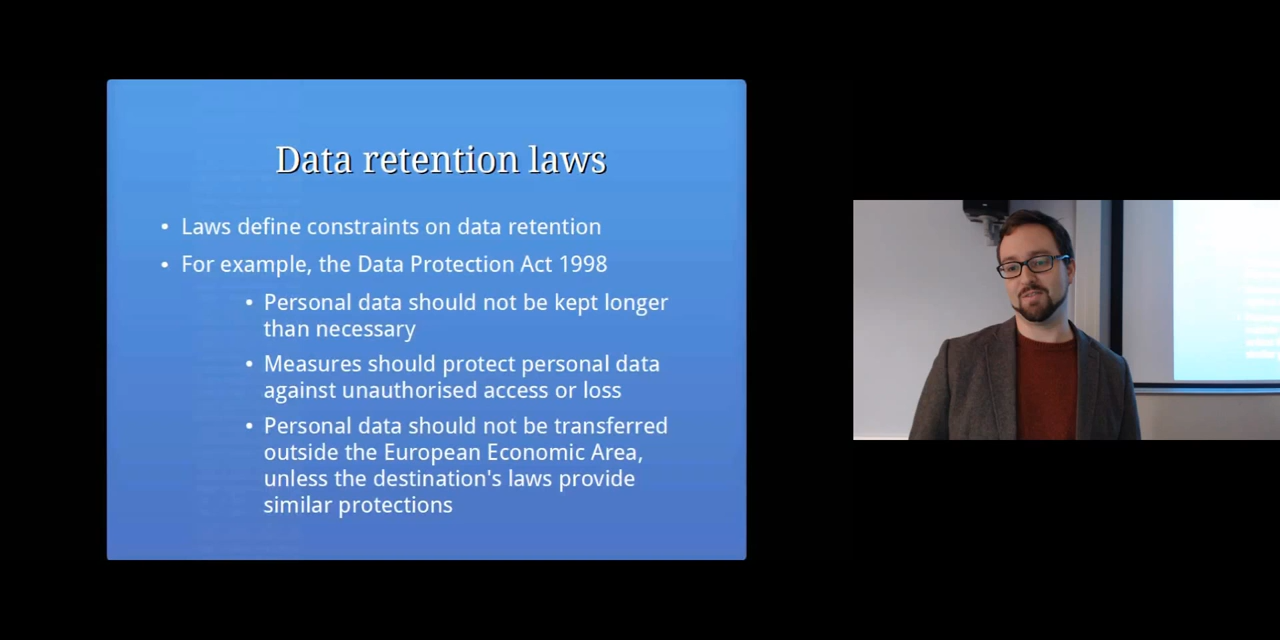 Data retention laws
• Laws define constraints on data retention
• For example, the Data Protection Act 1998
• Personal data should not be kept longer
than necessary
• Measures should protect personal data
against unauthorised access or loss
• Personal data should not be transferred
outside the European Economic Area,
unless the destination's laws provide
similar protections